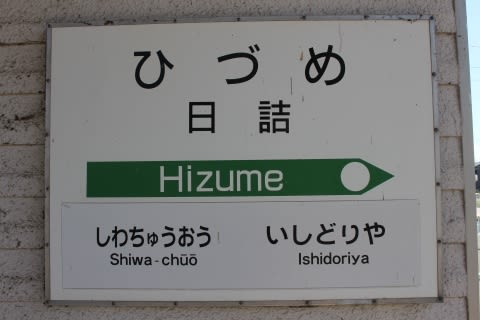 ひづめ
日詰
Hizume
しわちゅうおう いしどりや
Shiwa-chūō Ishidoriya